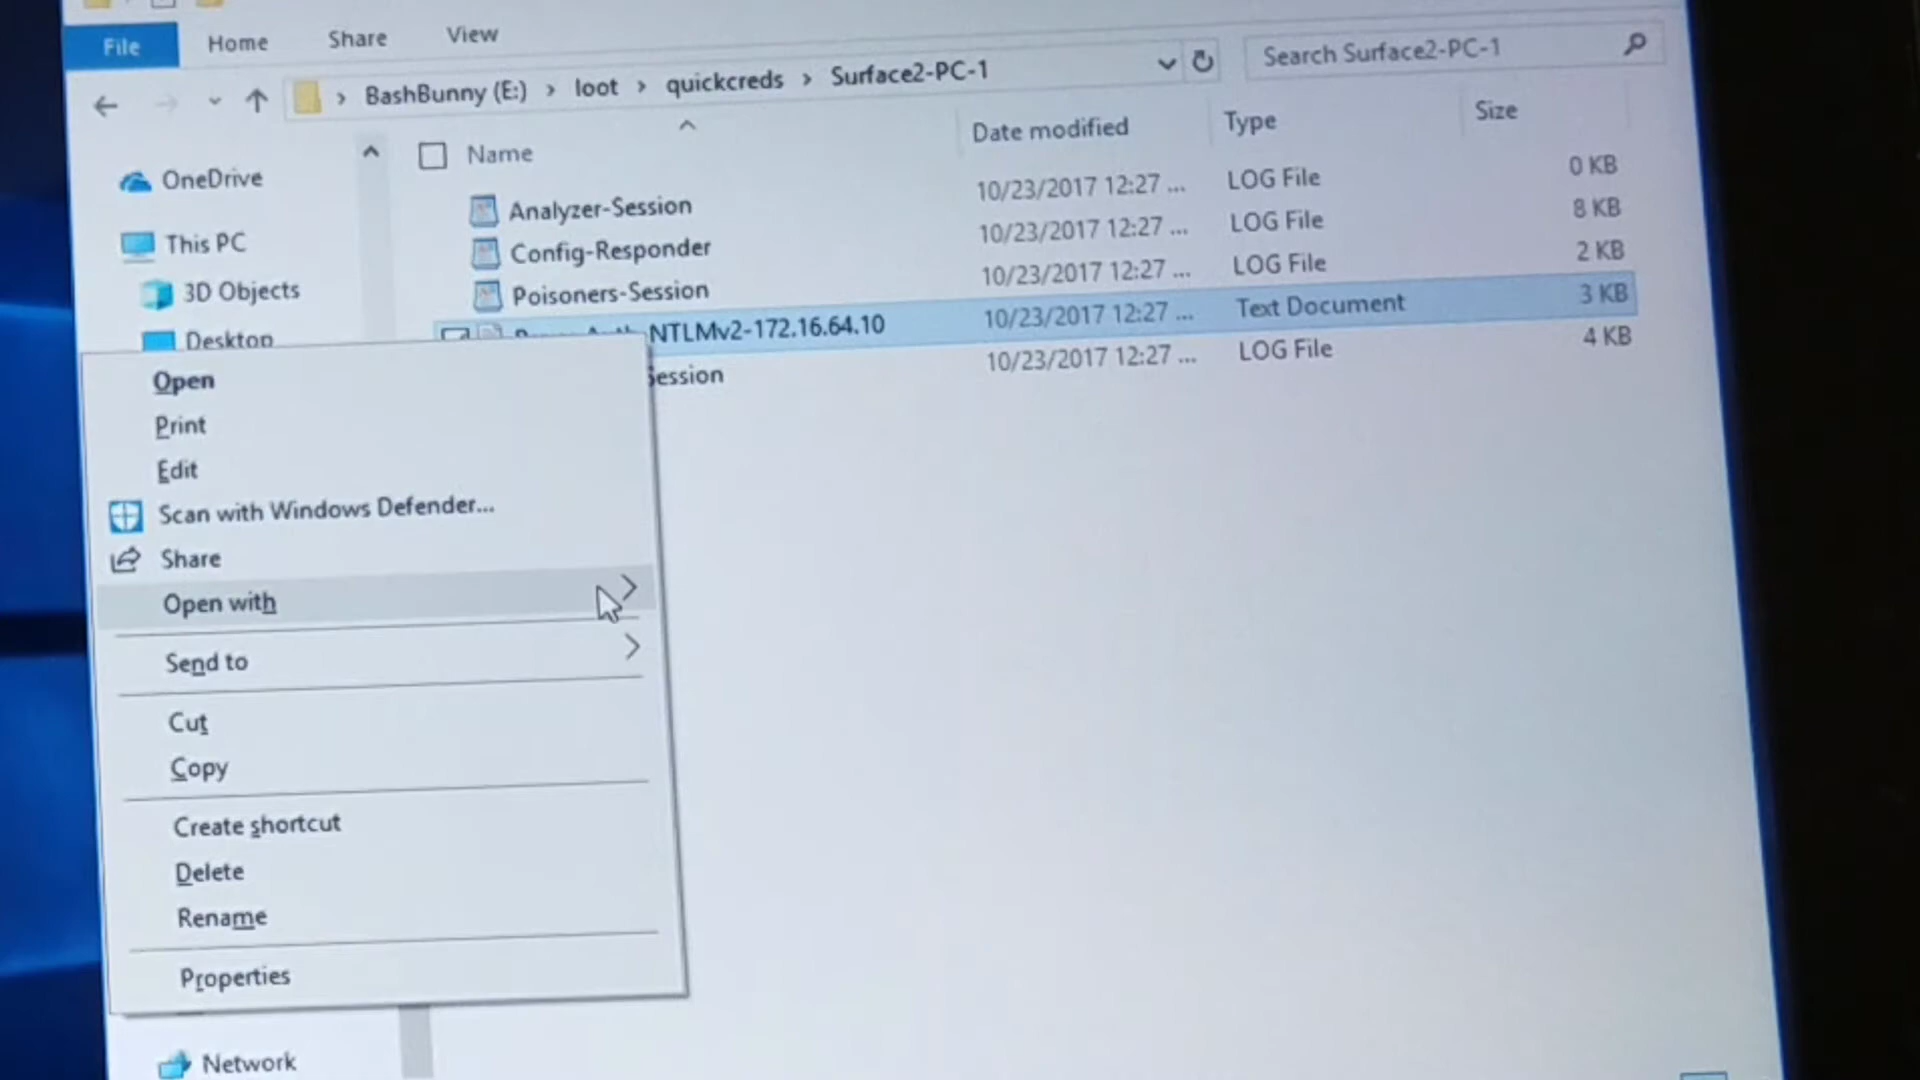 File Home Share View
BashBunny (E:) › loot › quickcreds › Surface2-PC-1 Search Surface2-PC-1
Name Date modified Type Size
OneDrive
This PC
3D Objects
Desktop
Analyzer-Session 10/23/2017 12:27 ... LOG File 0 KB
Config-Responder 10/23/2017 12:27 ... LOG File 8 KB
Poisoners-Session 10/23/2017 12:27 ... LOG File 2 KB
NTLMv2-172.16.64.10 10/23/2017 12:27 ... Text Document 3 KB
Session 10/23/2017 12:27 ... LOG File 4 KB
Open
Print
Edit
Scan with Windows Defender...
Share
Open with
Send to
Cut
Copy
Create shortcut
Delete
Rename
Properties
Network